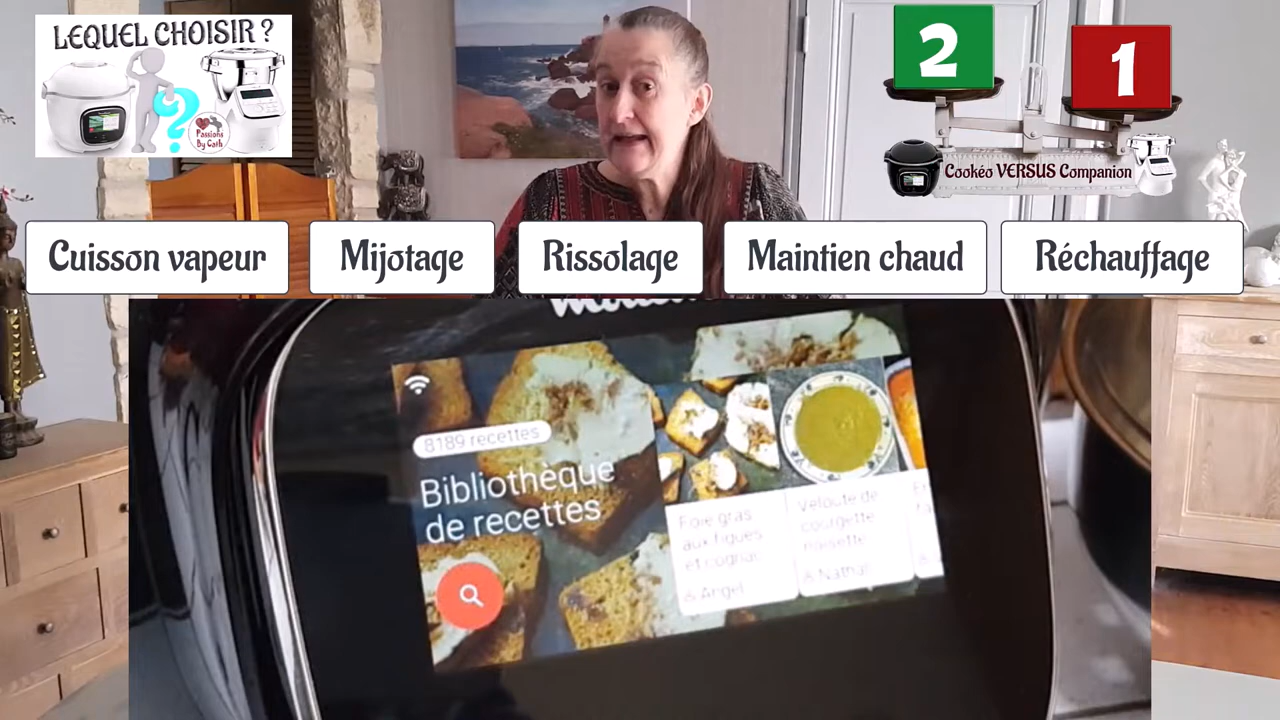 LEQUEL CHOISIR ?
?
Passions
By Cath
2
1
Cookéo VERSUS Companion
Cuisson vapeur
Mijotage
Rissolage
Maintien chaud
Réchauffage
8189 recettes
Bibliothèque
de recettes
Foie gras
aux figues
et cognac
Angel
Velouté de
courgette
noisette